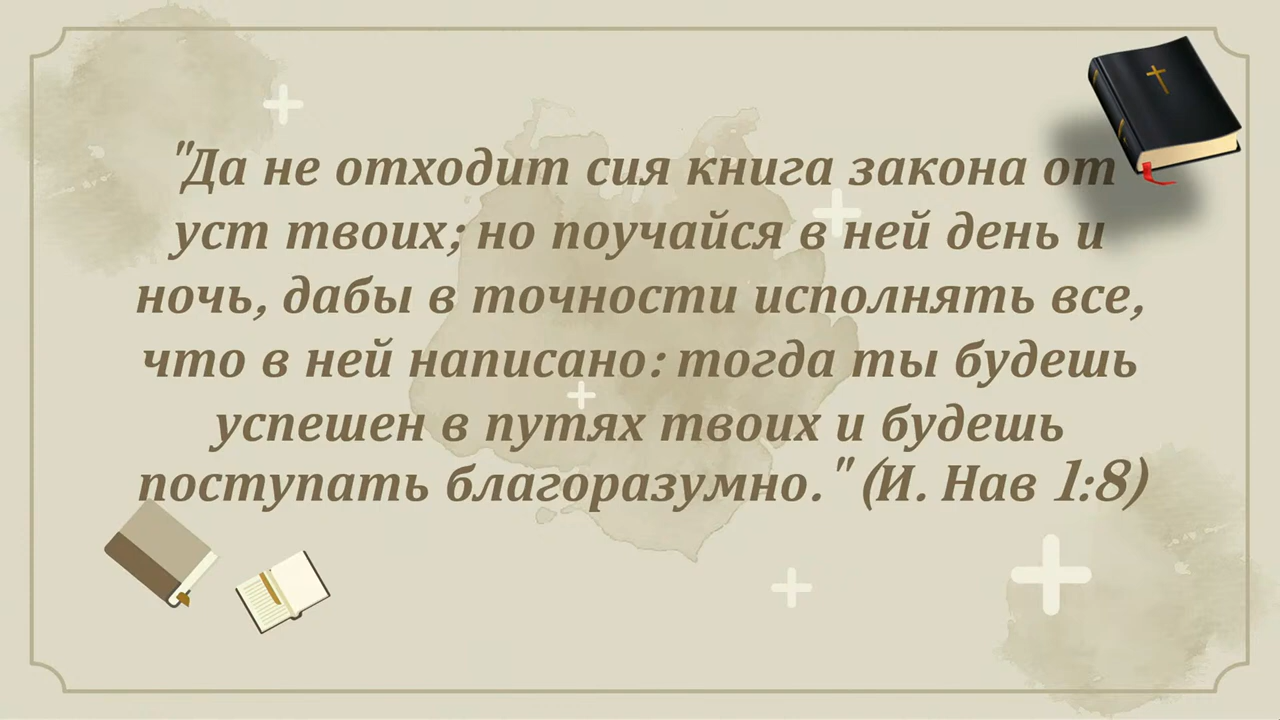 "Да не отходит сия книга закона от
уст твоих; но поучайся в ней день и
ночь, дабы в точности исполнять все,
что в ней написано: тогда ты будешь
успешен в путях твоих и будешь
поступать благоразумно." (И. Нав 1:8)